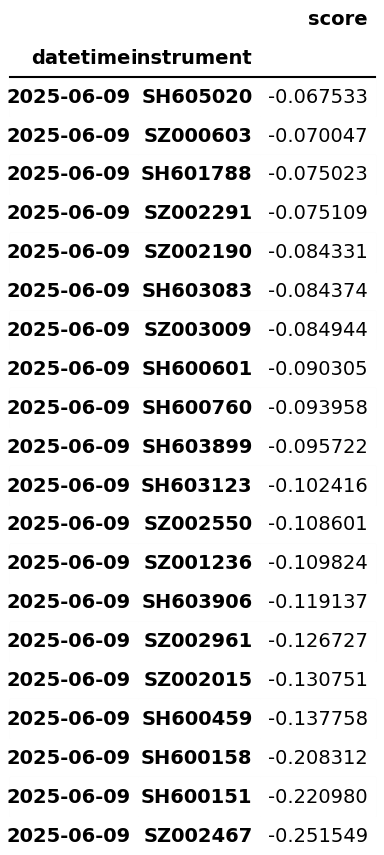 score
datetime instrument
2025-06-09 SH605020 -0.067533
2025-06-09 SZ000603 -0.070047
2025-06-09 SH601788 -0.075023
2025-06-09 SZ002291 -0.075109
2025-06-09 SZ002190 -0.084331
2025-06-09 SH603083 -0.084374
2025-06-09 SZ003009 -0.084944
2025-06-09 SH600601 -0.090305
2025-06-09 SH600760 -0.093958
2025-06-09 SH603899 -0.095722
2025-06-09 SH603123 -0.102416
2025-06-09 SZ002550 -0.108601
2025-06-09 SZ001236 -0.109824
2025-06-09 SH603906 -0.119137
2025-06-09 SZ002961 -0.126727
2025-06-09 SZ002015 -0.130751
2025-06-09 SH600459 -0.137758
2025-06-09 SH600158 -0.208312
2025-06-09 SH600151 -0.220980
2025-06-09 SZ002467 -0.251549